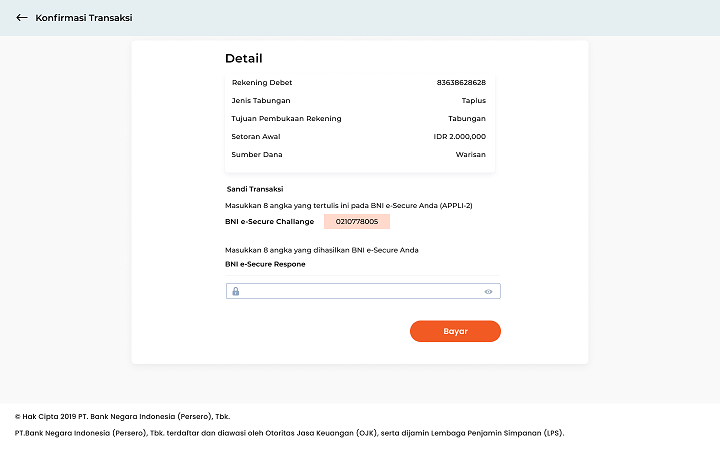 Konfirmasi Transaksi
Detail
Rekening Debet 83638628628
Jenis Tabungan Taplus
Tujuan Pembukaan Rekening Tabungan
Setoran Awal IDR 2.000,000
Sumber Dana Warisan
Sandi Transaksi
Masukkan 8 angka yang tertulis ini pada BNI e-Secure Anda (APPLI-2)
BNI e-Secure Challange 0210778005
Masukkan 8 angka yang dihasilkan BNI e-Secure Anda
BNI e-Secure Respone
Bayar
© Hak Cipta 2019 PT. Bank Negara Indonesia (Persero), Tbk.
PT.Bank Negara Indonesia (Persero), Tbk. terdaftar dan diawasi oleh Otoritas Jasa Keuangan (OJK), serta dijamin Lembaga Penjamin Simpanan (LPS).